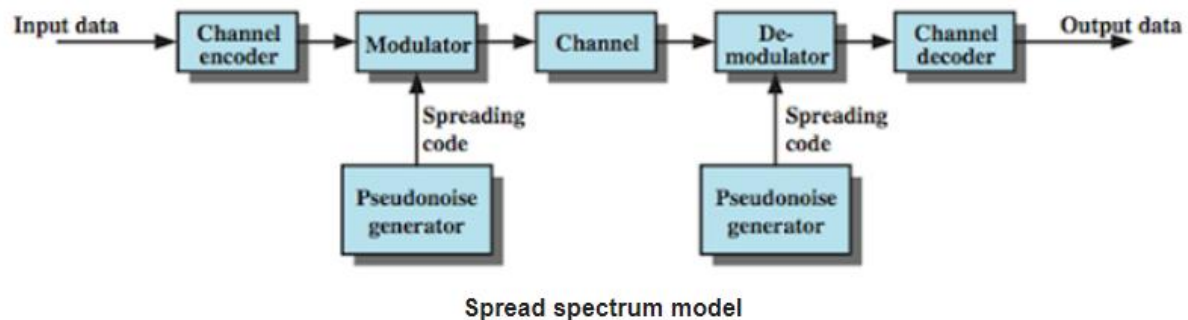 Input data
Channel
encoder
Modulator
Channel
De-
modulator
Channel
decoder
Output data
Spreading
code
Spreading
code
Pseudonoise
generator
Pseudonoise
generator
Spread spectrum model